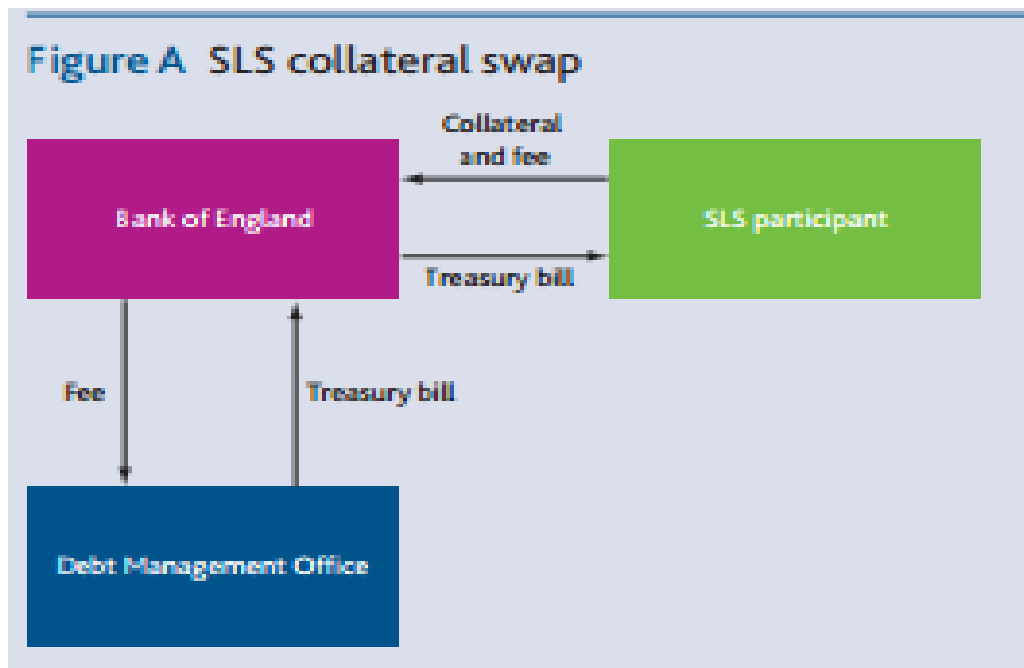 Figure A SLS collateral swap
Collateral
and fee
Bank of England
SLS participant
Treasury bill
Fee
Treasury bill
Debt Management Office